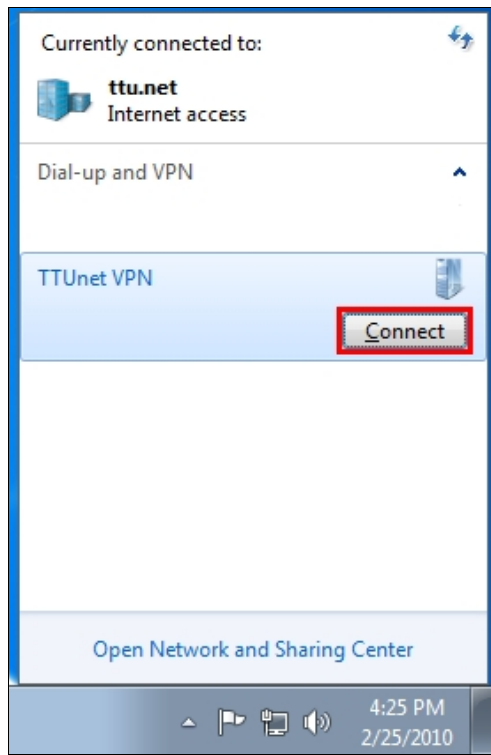 Currently connected to:
ttu.net
Internet access
Dial-up and VPN
TTUnet VPN
Connect
Open Network and Sharing Center
4:25 PM
2/25/2010